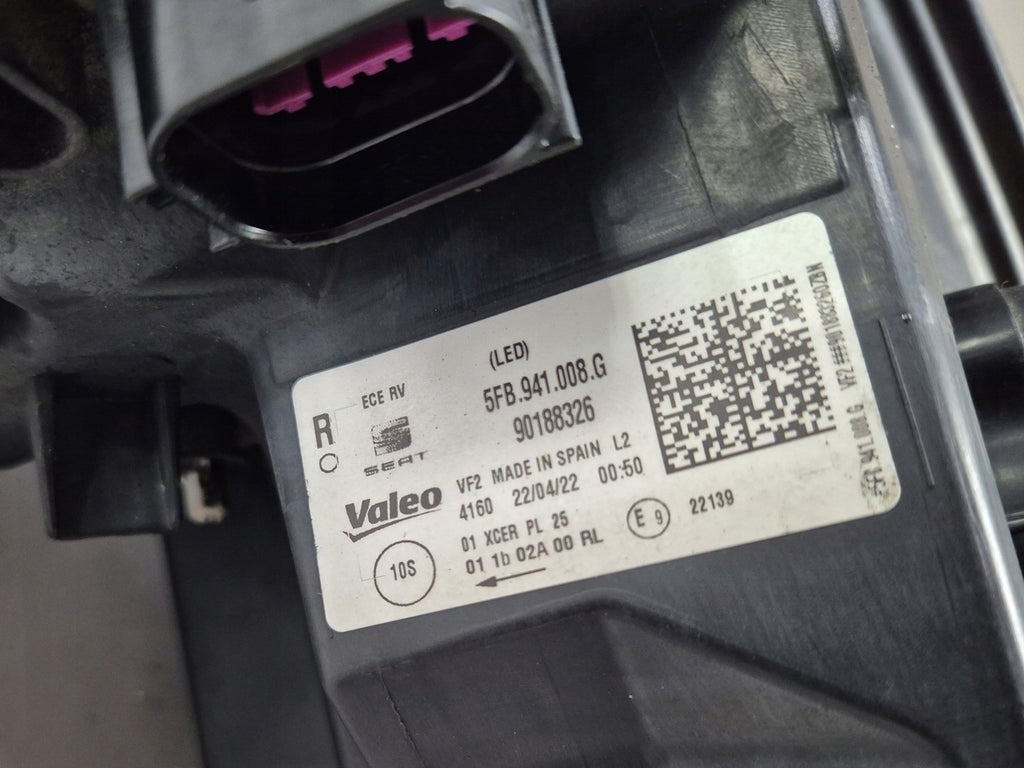 (LED)
R
ECE RV
5FB.941.008.G
90188326
SEAT
Valeo
VF2 MADE IN SPAIN L2
4160 22/04/22 00:50
10S
01 XCER PL 25
01 1b 02A 00 RL
E 9
22139